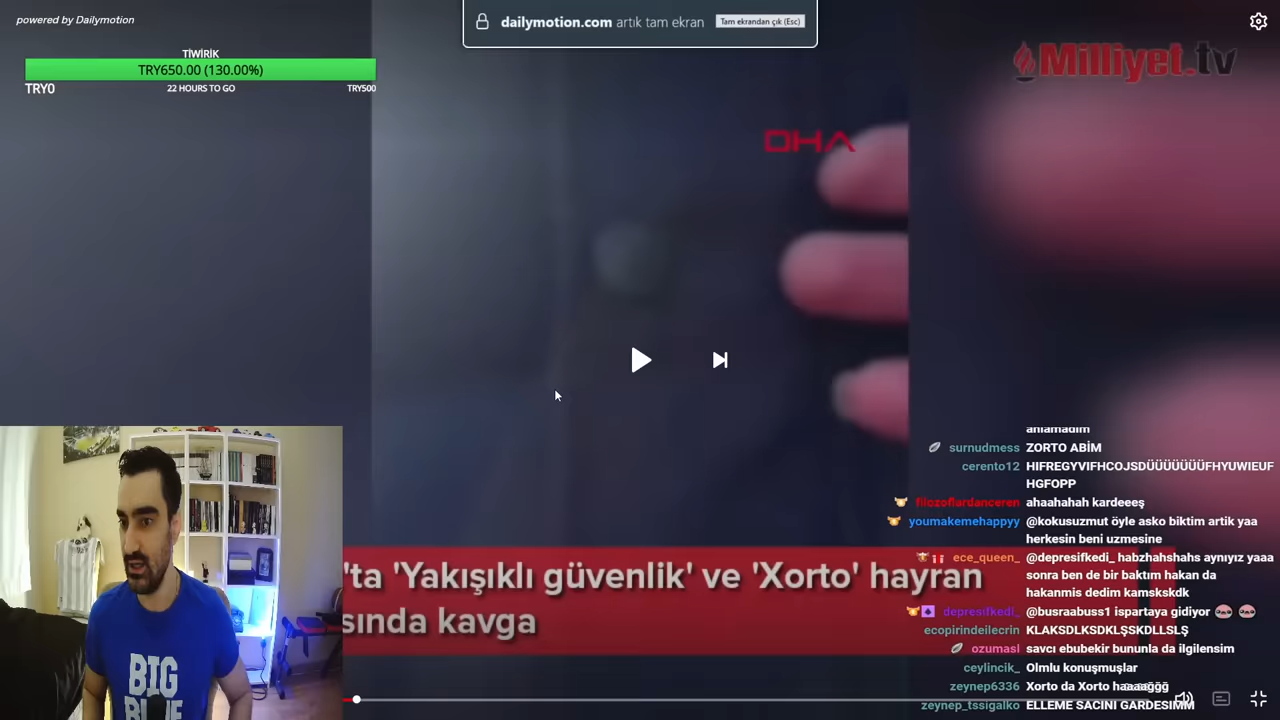 powered by Dailymotion
dailymotion.com artık tam ekran
Tam ekrandan çık (Esc)
Milliyet.tv
TİWİRİK
TRY650.00 (130.00%)
TRY0
22 HOURS TO GO
TRY500
DHA
'ta 'Yakışıklı güvenlik' ve 'Xorto' hayran
sında kavga
BIG
anlamadım
surnudmess ZORTO ABİM
cerento12 HIFREGYVIFHCOJSDÜÜÜÜÜÜÜFHYUWIEUF
HGFOPP
filozoflardanceren ahaahahah kardeeeş
youmakemehappyy @kokusuzmut öyle asko biktim artik yaa
herkesin beni uzmesine
ece_queen_ @depresifkedi_ habzhahshahs aynıyız yaaa
sonra ben de bir baktım hakan da
hakanmis dedim kamskskdk
depresifkedi_ @busraabuss1 ispartaya gidiyor
ecopirindeilecrin KLAKSDLKSDKLŞSKDLLSLŞ
ozumasl savcı ebubekir bununla da ilgilensim
ceylincik_ Olmlu konuşmuşlar
zeynep6336 Xorto da Xorto haaaağğğ
zeynep_tssigalko ELLEME SACINI GARDESIMM